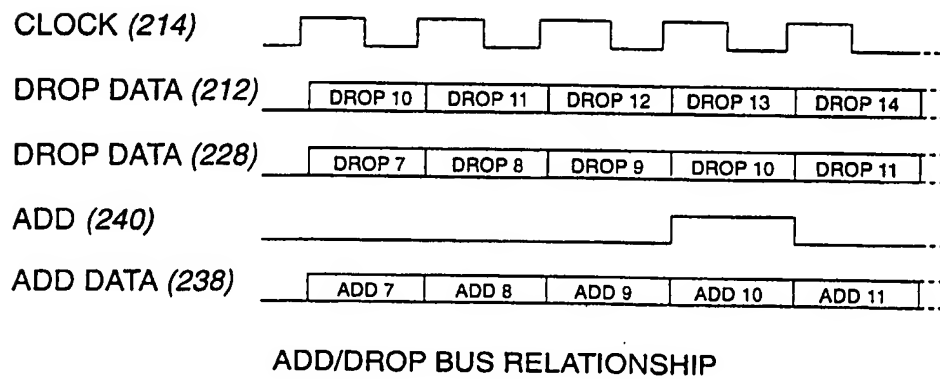 CLOCK (214)
DROP DATA (212) DROP 10 DROP 11 DROP 12 DROP 13 DROP 14
DROP DATA (228) DROP 7 DROP 8 DROP 9 DROP 10 DROP 11
ADD (240)
ADD DATA (238) ADD 7 ADD 8 ADD 9 ADD 10 ADD 11
ADD/DROP BUS RELATIONSHIP